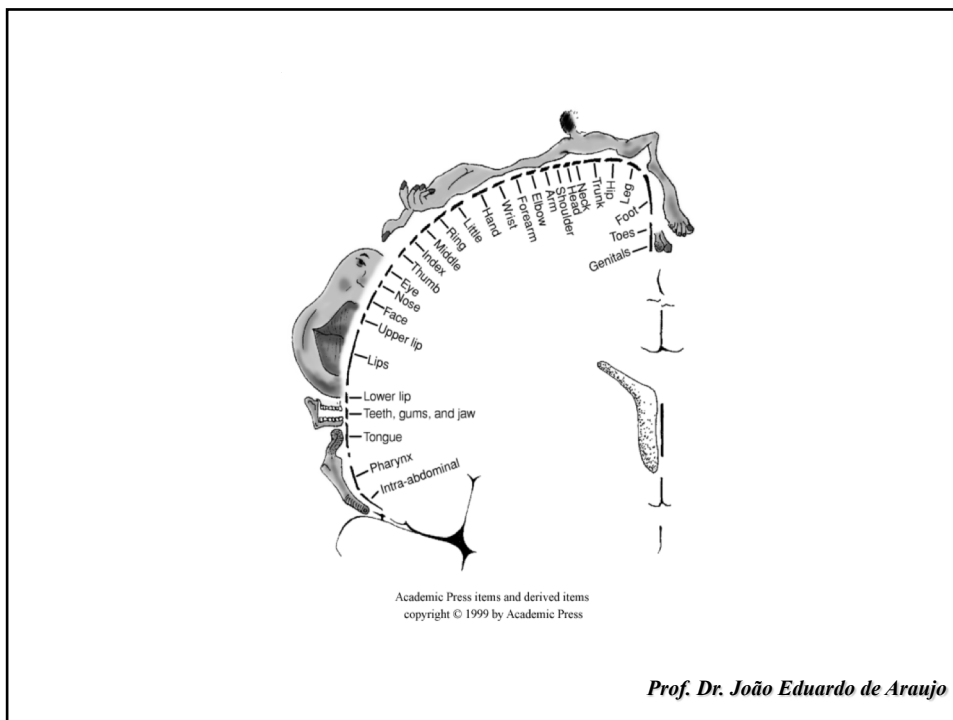 Genitals
Toes
Foot
Leg
Hip
Trunk
Neck
Head
Shoulder
Arm
Elbow
Forearm
Wrist
Hand
Little
Ring
Middle
Index
Thumb
Eye
Nose
Face
Upper lip
Lips
Lower lip
Teeth, gums, and jaw
Tongue
Pharynx
Intra-abdominal
Academic Press items and derived items
copyright © 1999 by Academic Press
Prof. Dr. João Eduardo de Araujo